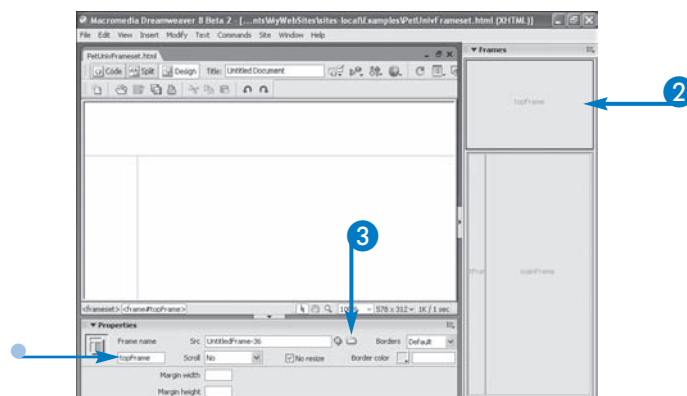 Macromedia Dreamweaver 8 Beta 2 - [...nts\MyWebSites\sites-local\Examples\PetUnivFrameset.html (XHTML)]
File Edit View Insert Modify Text Commands Site Window Help
PetUnivFrameset.html
Code Split Design Title: Untitled Document
Frames
topFrame
2
3
mainFrame
<frameset> <frame#topFrame> 578 x 312 1K / 1 sec
Properties
Frame name Src UntitledFrame-36 Borders Default
topFrame Scroll No No resize Border color
Margin width
Margin height